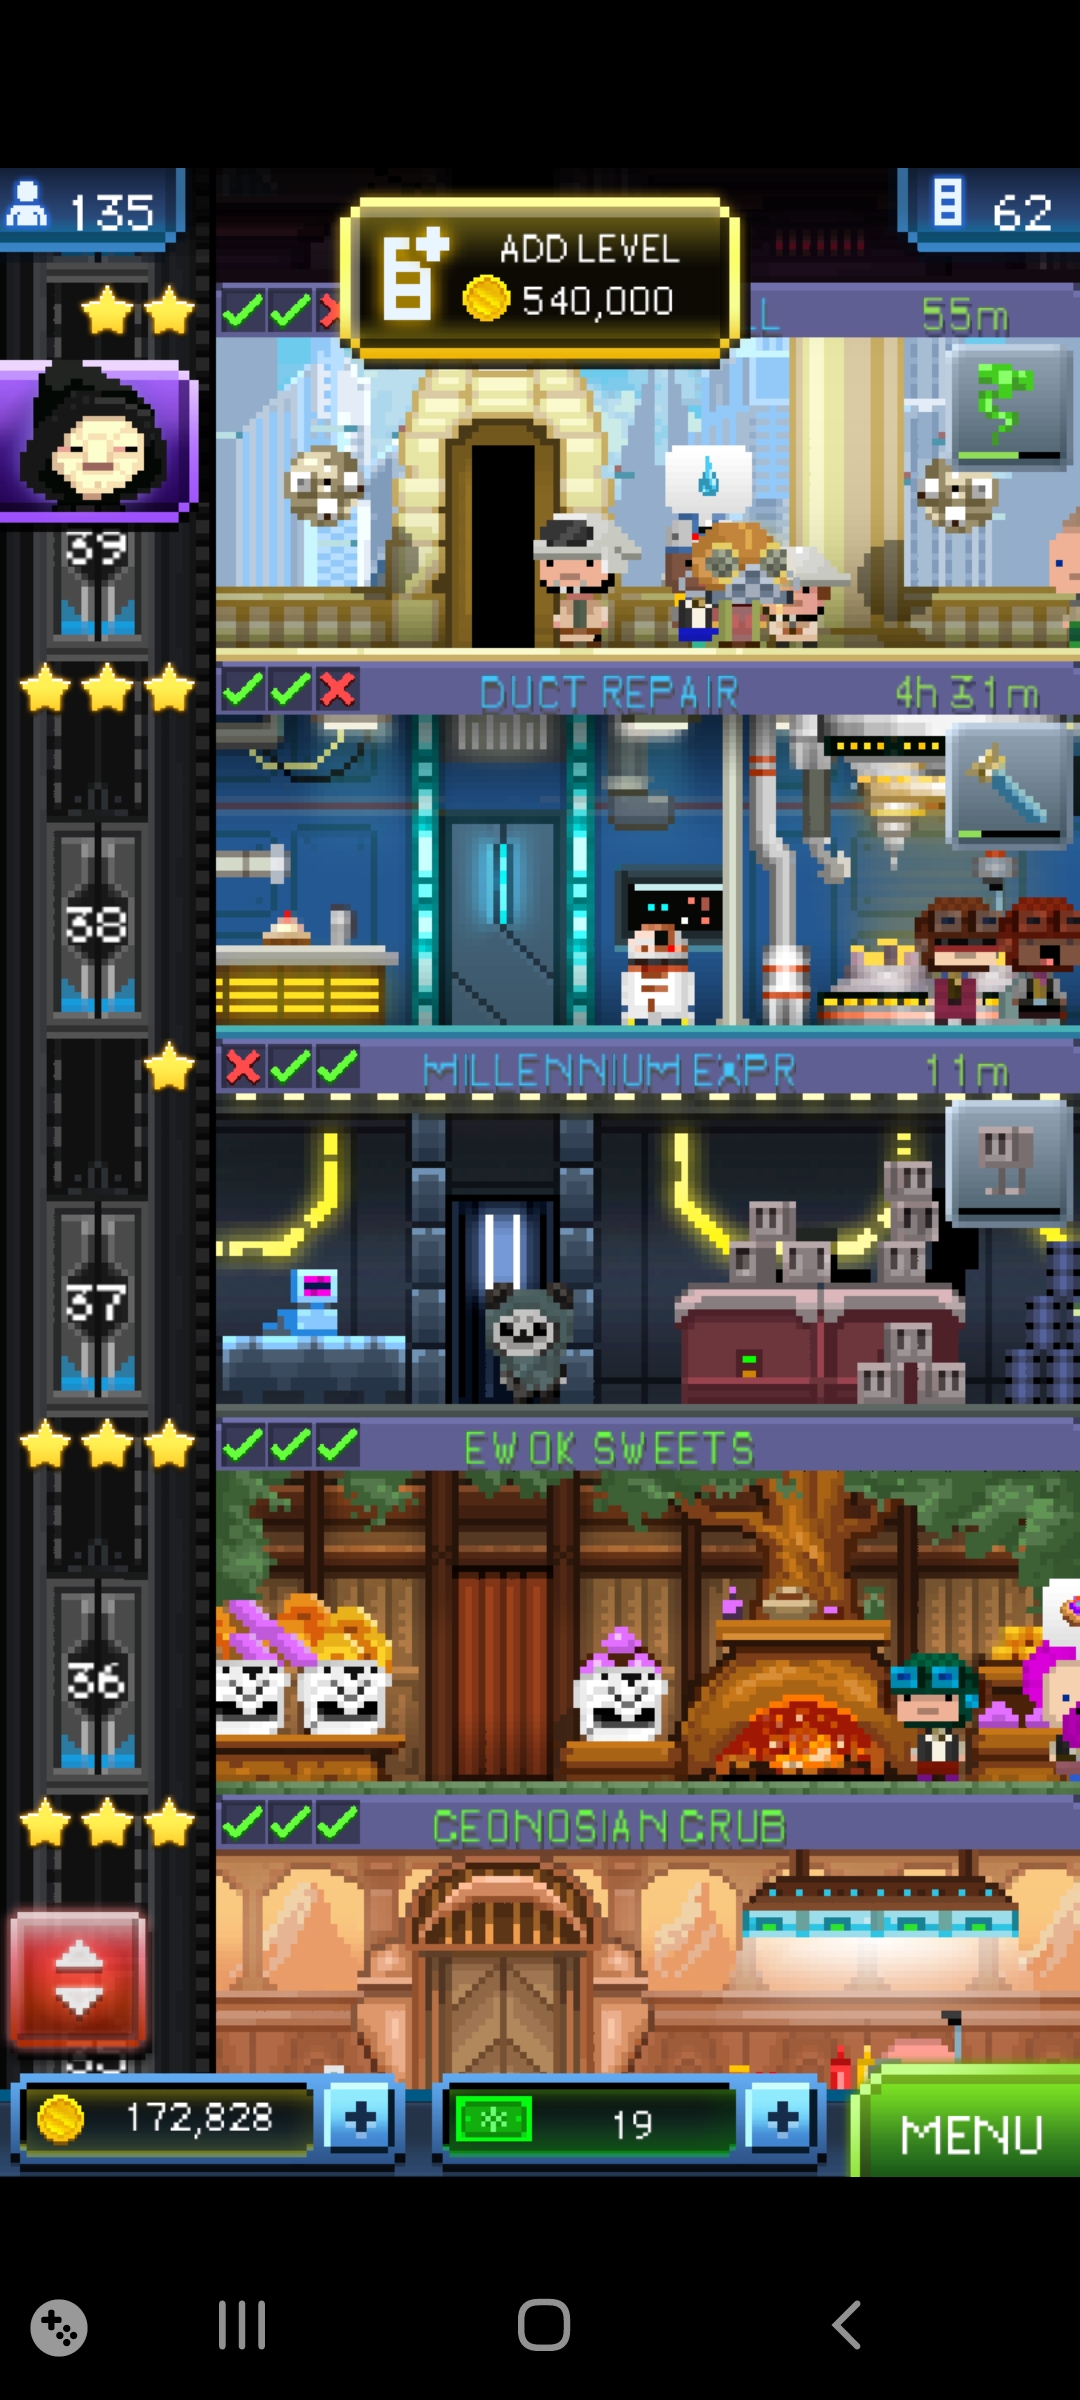 135
ADD LEVEL
540,000
62
LL 55m
39
DUCT REPAIR 4h 31m
38
MILLENNIUM EXPR 11m
37
EWOK SWEETS
36
GEONOSIAN GRUB
172,828
19
MENU